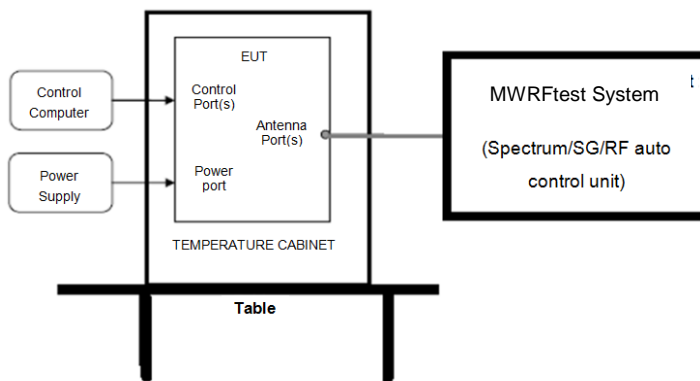 EUT
Control
Computer
Control
Port(s)
Antenna
Port(s)
Power
Supply
Power
port
TEMPERATURE CABINET
Table
MWRFtest System
t
(Spectrum/SG/RF auto
control unit)